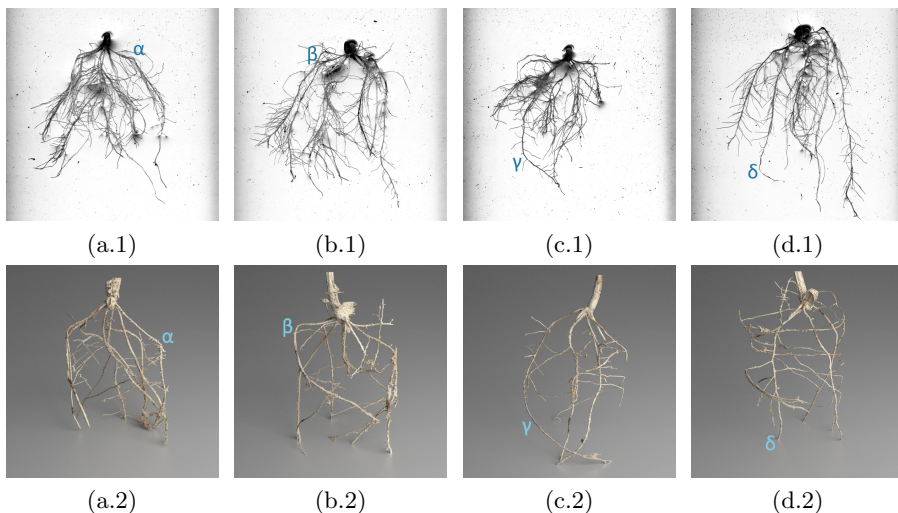 α β γ δ
(a.1) (b.1) (c.1) (d.1)
α β γ δ
(a.2) (b.2) (c.2) (d.2)